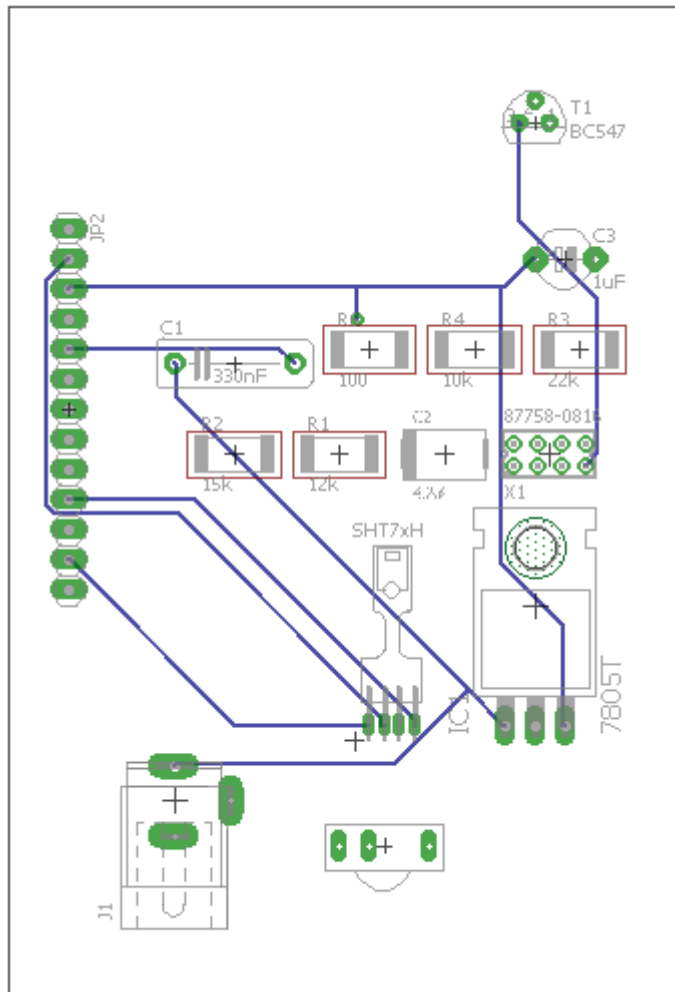 T1
BC547
JP2
C3
1uF
C1
330nF
R4
R3
100
10k
22k
R2
R1
C2
87758-0816
15k
12k
X1
SHT7xH
IC1
7805T
J1